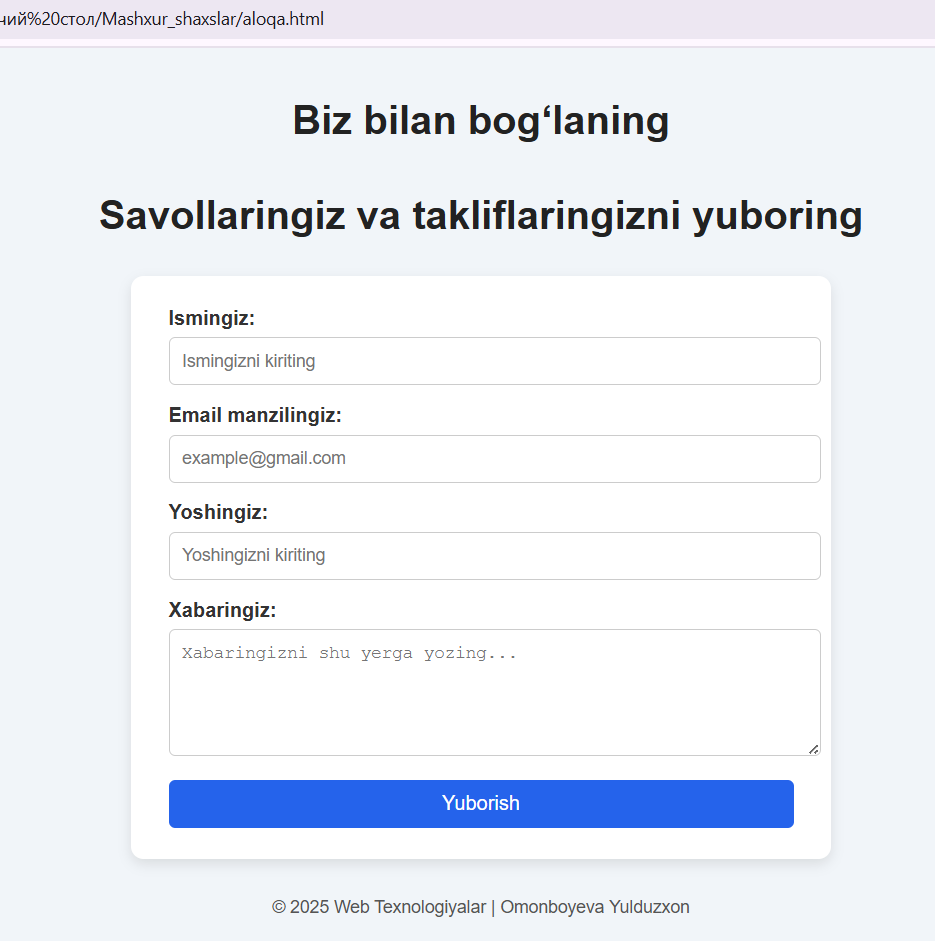 чий%20стол/Mashxur_shaxslar/aloqa.html
Biz bilan bog‘laning
Savollaringiz va takliflaringizni yuboring
Ismingiz:
Ismingizni kiriting
Email manzilingiz:
example@gmail.com
Yoshingiz:
Yoshingizni kiriting
Xabaringiz:
Xabaringizni shu yerga yozing...
Yuborish
© 2025 Web Texnologiyalar | Omonboyeva Yulduzxon